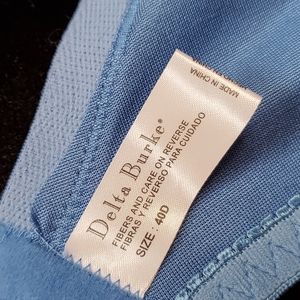 Delta Burke®
FIBERS AND CARE ON REVERSE
FIBRAS Y REVERSO PARA CUIDADO
SIZE: 40D
MADE IN CHINA